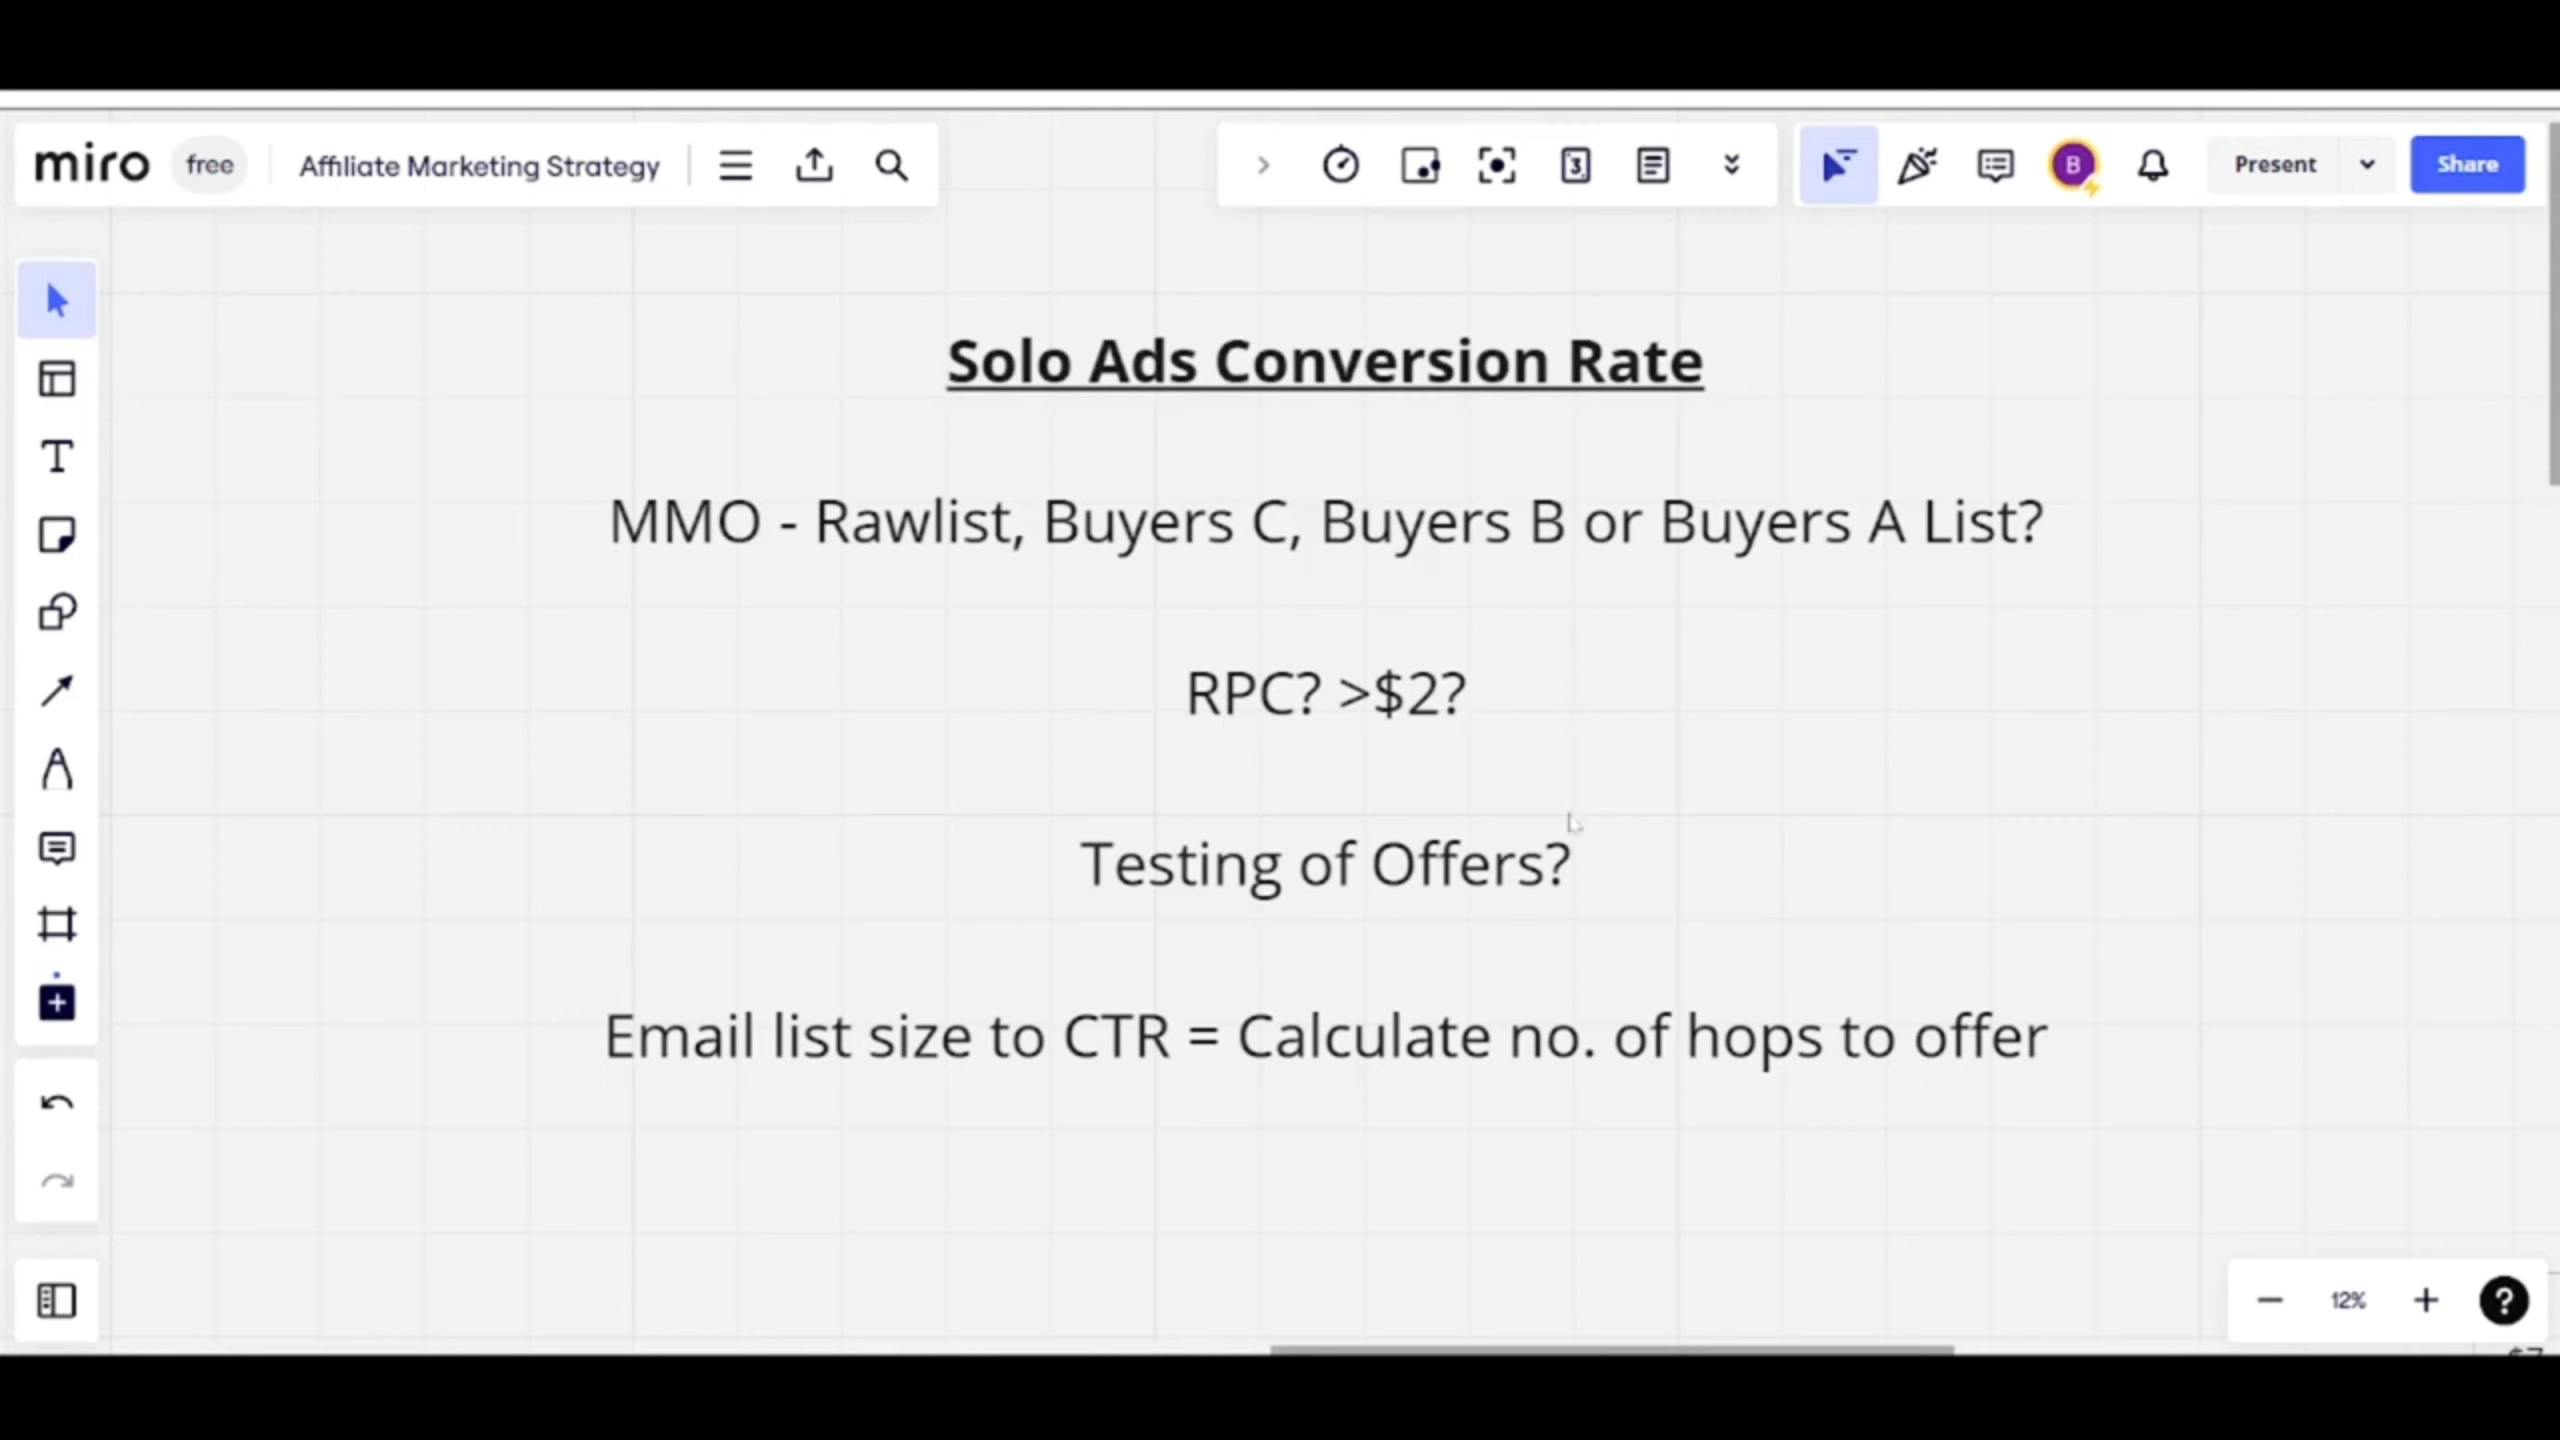 miro free Affiliate Marketing Strategy
3
B
Present
Share
Solo Ads Conversion Rate
MMO - Rawlist, Buyers C, Buyers B or Buyers A List?
RPC? >$2?
Testing of Offers?
Email list size to CTR = Calculate no. of hops to offer
12%
?